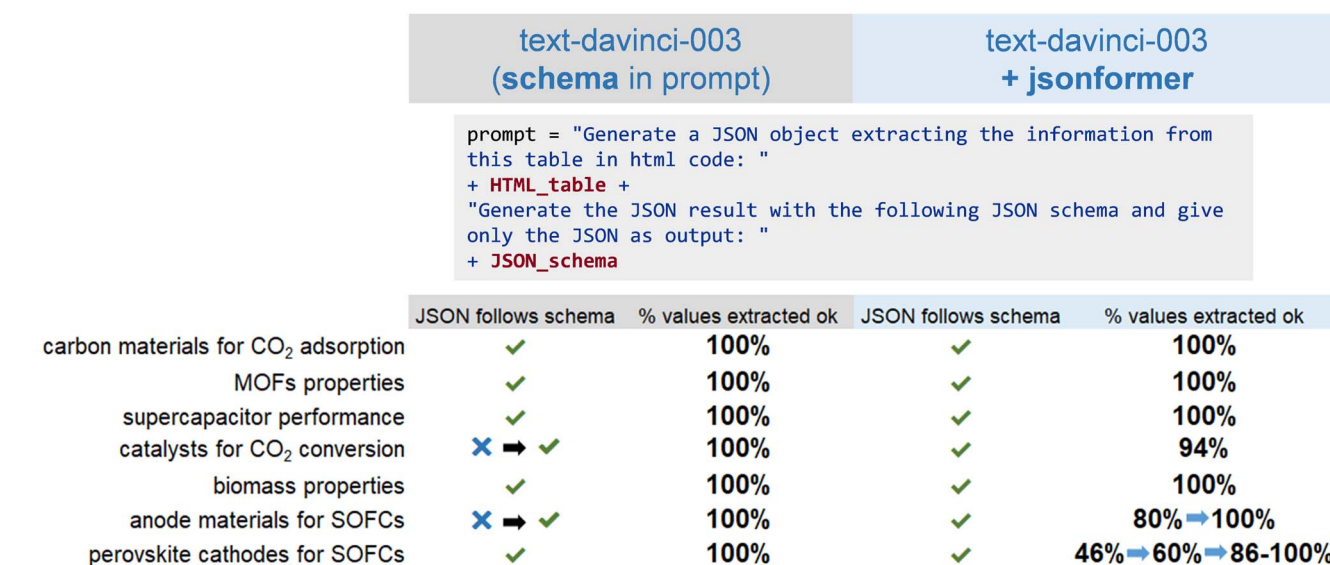 text-davinci-003 text-davinci-003
(schema in prompt) + jsonformer
prompt = "Generate a JSON object extracting the information from
this table in html code: "
+ HTML_table +
"Generate the JSON result with the following JSON schema and give
only the JSON as output: "
+ JSON_schema
JSON follows schema % values extracted ok JSON follows schema % values extracted ok
carbon materials for CO₂ adsorption ✓ 100% ✓ 100%
MOFs properties ✓ 100% ✓ 100%
supercapacitor performance ✓ 100% ✓ 100%
catalysts for CO₂ conversion ✗ ➡ ✓ 100% ✓ 94%
biomass properties ✓ 100% ✓ 100%
anode materials for SOFCs ✗ ➡ ✓ 100% ✓ 80% ➡ 100%
perovskite cathodes for SOFCs ✓ 100% ✓ 46% ➡ 60% ➡ 86-100%